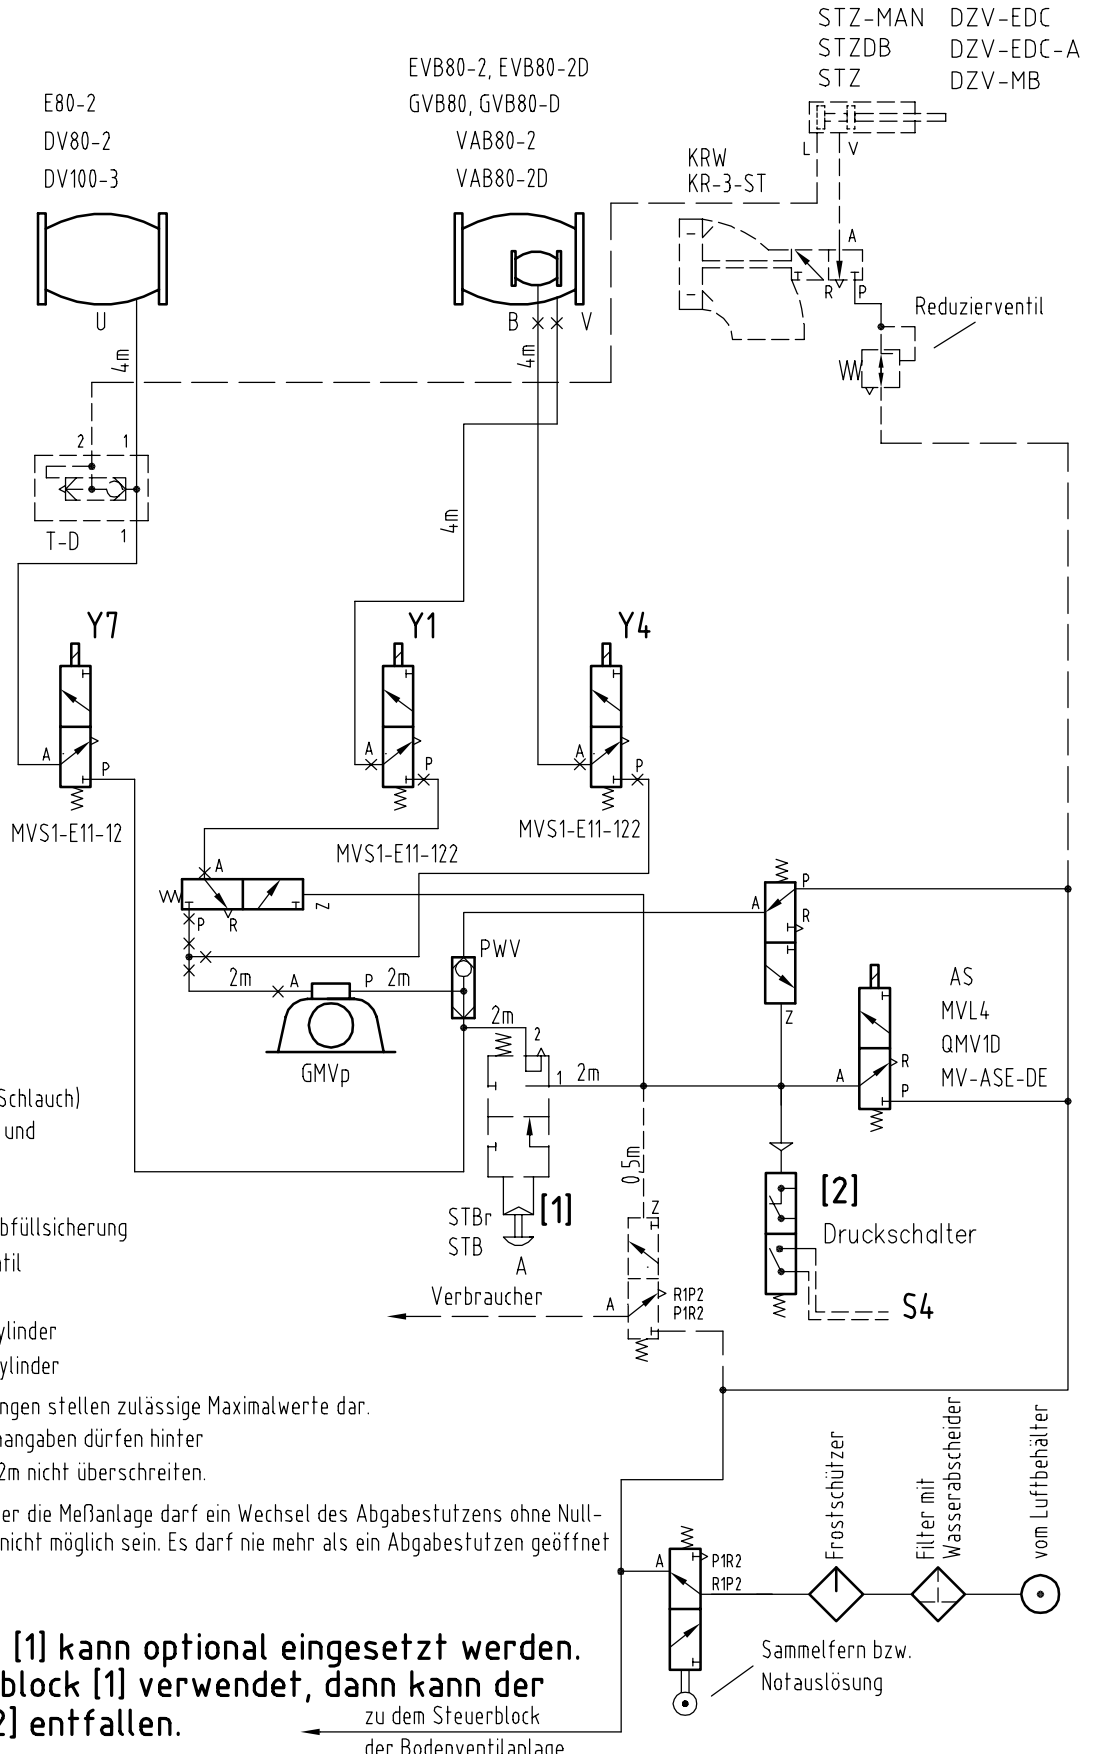 STZ-MAN DZV-EDC
STZDB DZV-EDC-A
STZ DZV-MB
EVB80-2, EVB80-2D
GVB80, GVB80-D
VAB80-2
VAB80-2D
E80-2
DV80-2
DV100-3
L V
KRW
KR-3-ST
A
R P
Reduzierventil
U
B V
4m
4m
2 1
T-D 1
4m
Y7
Y1
Y4
A P
A P
A P
MVS1-E11-12
MVS1-E11-122
MVS1-E11-122
A
P R Z
P
A
R
Z
PWV
2m A P 2m
GMVp
2m
2
1 2m
AS
MVL4
QMV1D
MV-ASE-DE
A R
P
Schlauch)
und
0,5m
[1]
STBr
STB
A
[2]
Druckschalter
S4
Z
A R1P2
P1R2
Verbraucher
bfüllsicherung
til
ylinder
ylinder
ngen stellen zulässige Maximalwerte dar.
nangaben dürfen hinter
2m nicht überschreiten.
er die Meßanlage darf ein Wechsel des Abgabestutzens ohne Null-
nicht möglich sein. Es darf nie mehr als ein Abgabestutzen geöffnet
Frostschützer
Filter mit
Wasserabscheider
vom Luftbehälter
A P1R2
R1P2
Sammelfern bzw.
Notauslösung
[1] kann optional eingesetzt werden.
block [1] verwendet, dann kann der
2] entfallen.
zu dem Steuerblock
der Bodenventilanlage